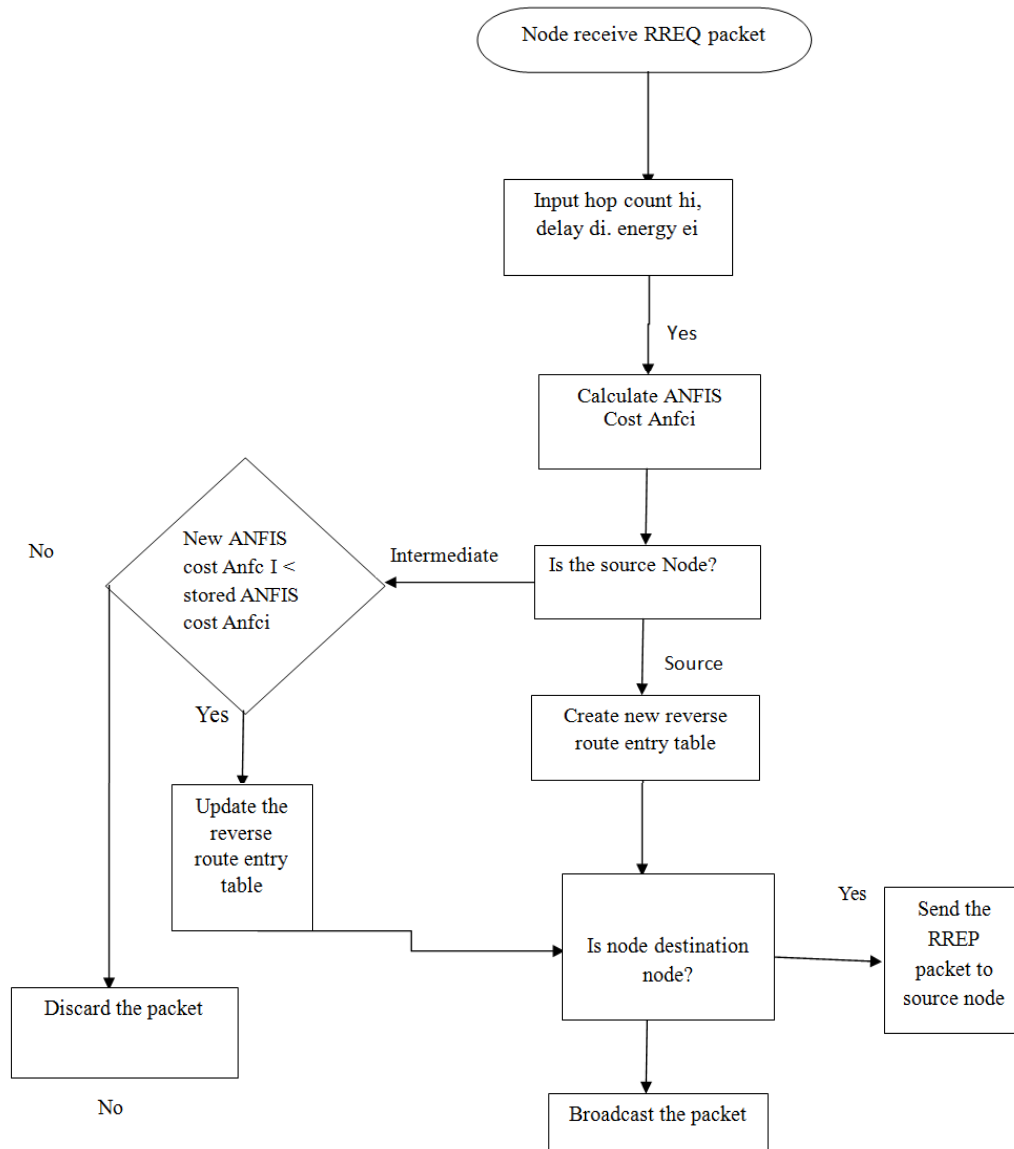 Node receive RREQ packet
Input hop count hi,
delay di. energy ei
Yes
Calculate ANFIS
Cost Anfci
No
New ANFIS
cost Anfc I <
stored ANFIS
cost Anfci
Intermediate
Is the source Node?
Source
Yes
Create new reverse
route entry table
Update the
reverse
route entry
table
Is node destination
node?
Yes
Send the
RREP
packet to
source node
Discard the packet
No
Broadcast the packet